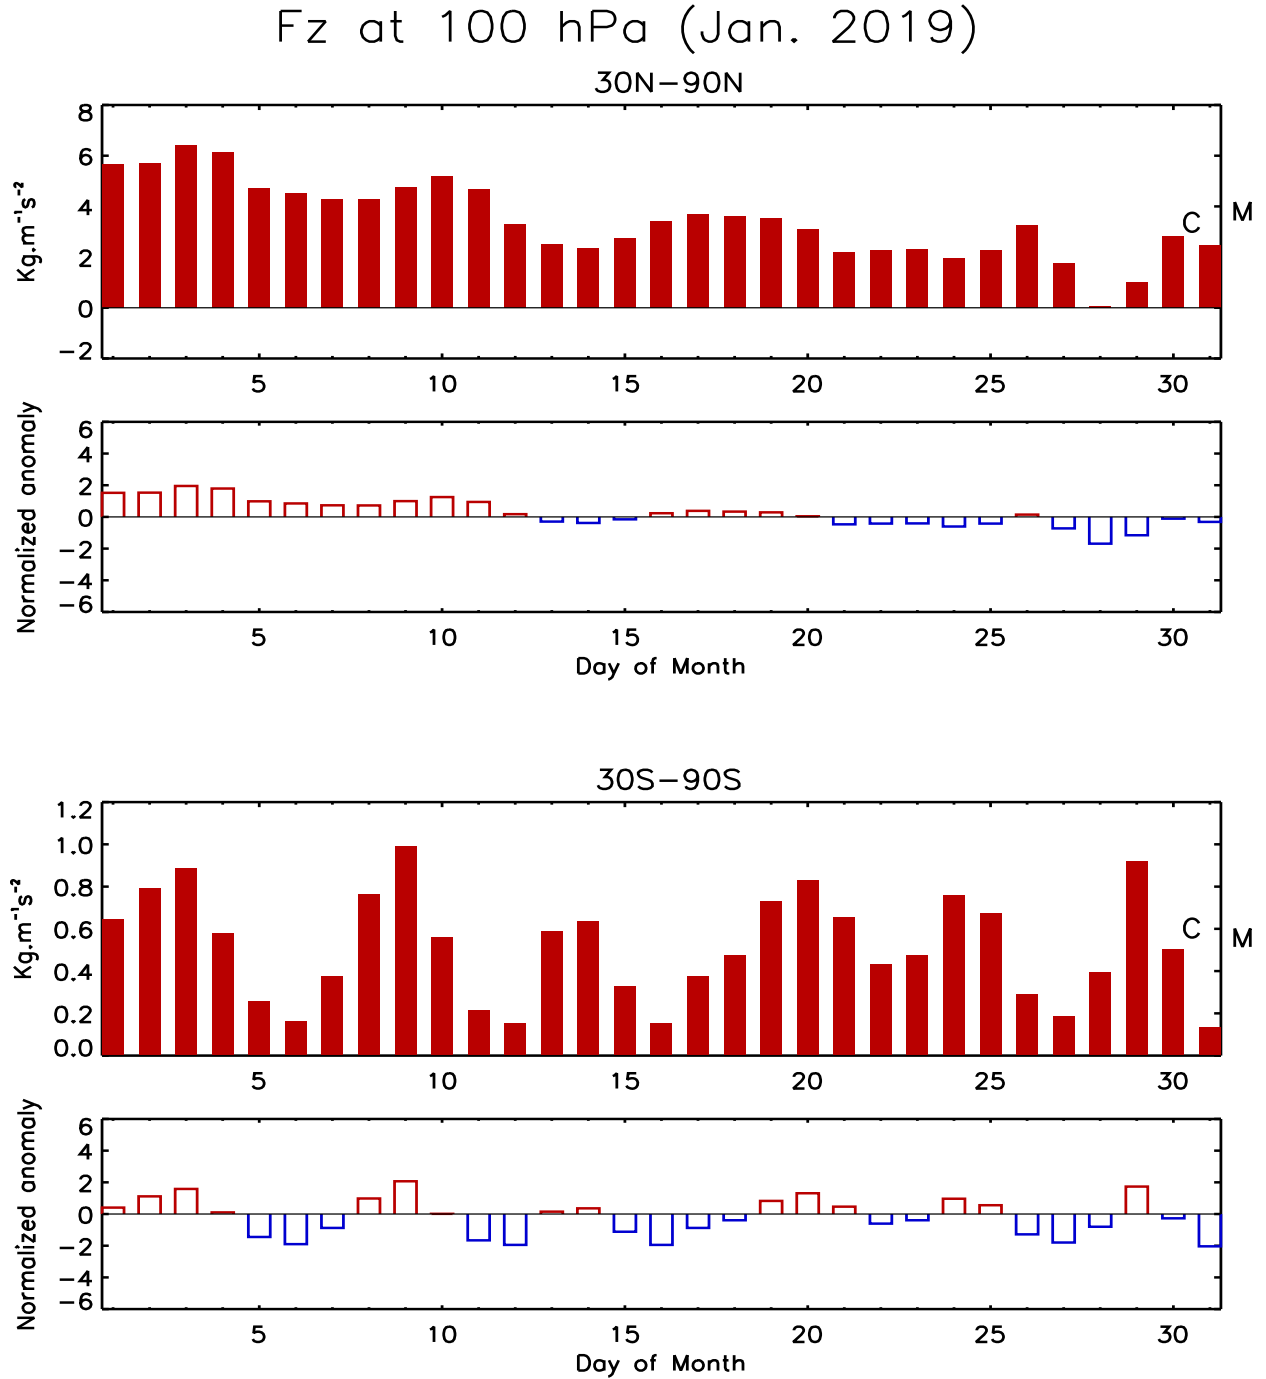 Fz at 100 hPa (Jan. 2019)
30N−90N
8
6
4
2
0
−2
Kg.m⁻¹s⁻²
C
M
5 10 15 20 25 30
6
4
2
0
−2
−4
−6
Normalized anomaly
5 10 15 20 25 30
Day of Month
30S−90S
1.2
1.0
0.8
0.6
0.4
0.2
0.0
Kg.m⁻¹s⁻²
C
M
5 10 15 20 25 30
6
4
2
0
−2
−4
−6
Normalized anomaly
5 10 15 20 25 30
Day of Month